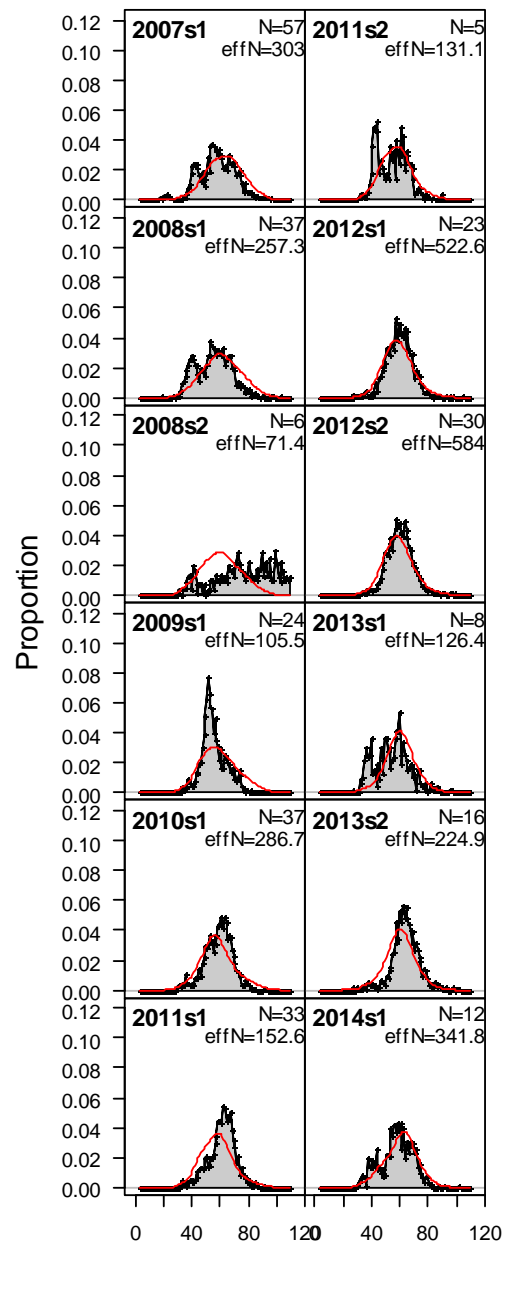 Proportion
0.12
0.10
0.08
0.06
0.04
0.02
0.00
2007s1
N=57
effN=303
2011s2
N=5
effN=131.1
0.12
0.10
0.08
0.06
0.04
0.02
0.00
2008s1
N=37
effN=257.3
2012s1
N=23
effN=522.6
0.12
0.10
0.08
0.06
0.04
0.02
0.00
2008s2
N=6
effN=71.4
2012s2
N=30
effN=584
0.12
0.10
0.08
0.06
0.04
0.02
0.00
2009s1
N=24
effN=105.5
2013s1
N=8
effN=126.4
0.12
0.10
0.08
0.06
0.04
0.02
0.00
2010s1
N=37
effN=286.7
2013s2
N=16
effN=224.9
0.12
0.10
0.08
0.06
0.04
0.02
0.00
2011s1
N=33
effN=152.6
2014s1
N=12
effN=341.8
0 40 80 120
0 40 80 120